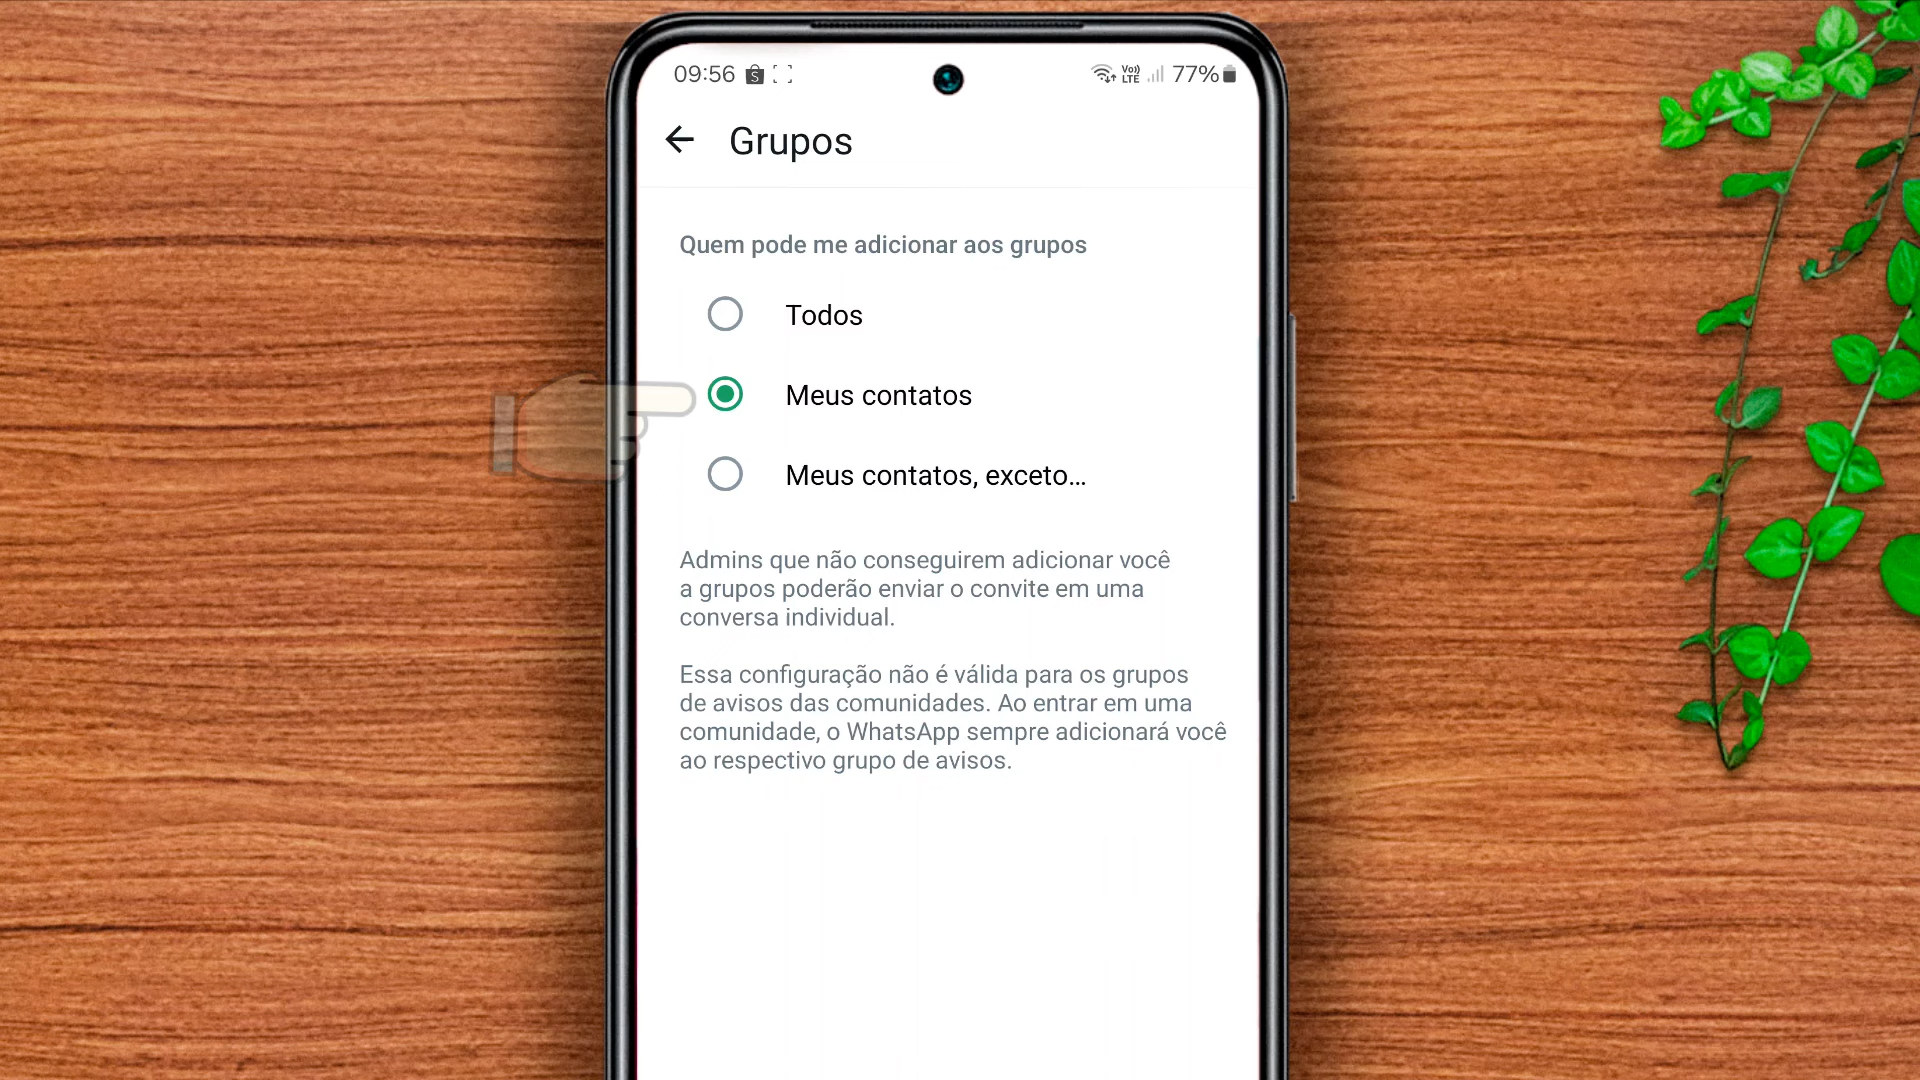 09:56
Vo))
LTE
77%
Grupos
Quem pode me adicionar aos grupos
Todos
Meus contatos
Meus contatos, exceto...
Admins que não conseguirem adicionar você
a grupos poderão enviar o convite em uma
conversa individual.
Essa configuração não é válida para os grupos
de avisos das comunidades. Ao entrar em uma
comunidade, o WhatsApp sempre adicionará você
ao respectivo grupo de avisos.